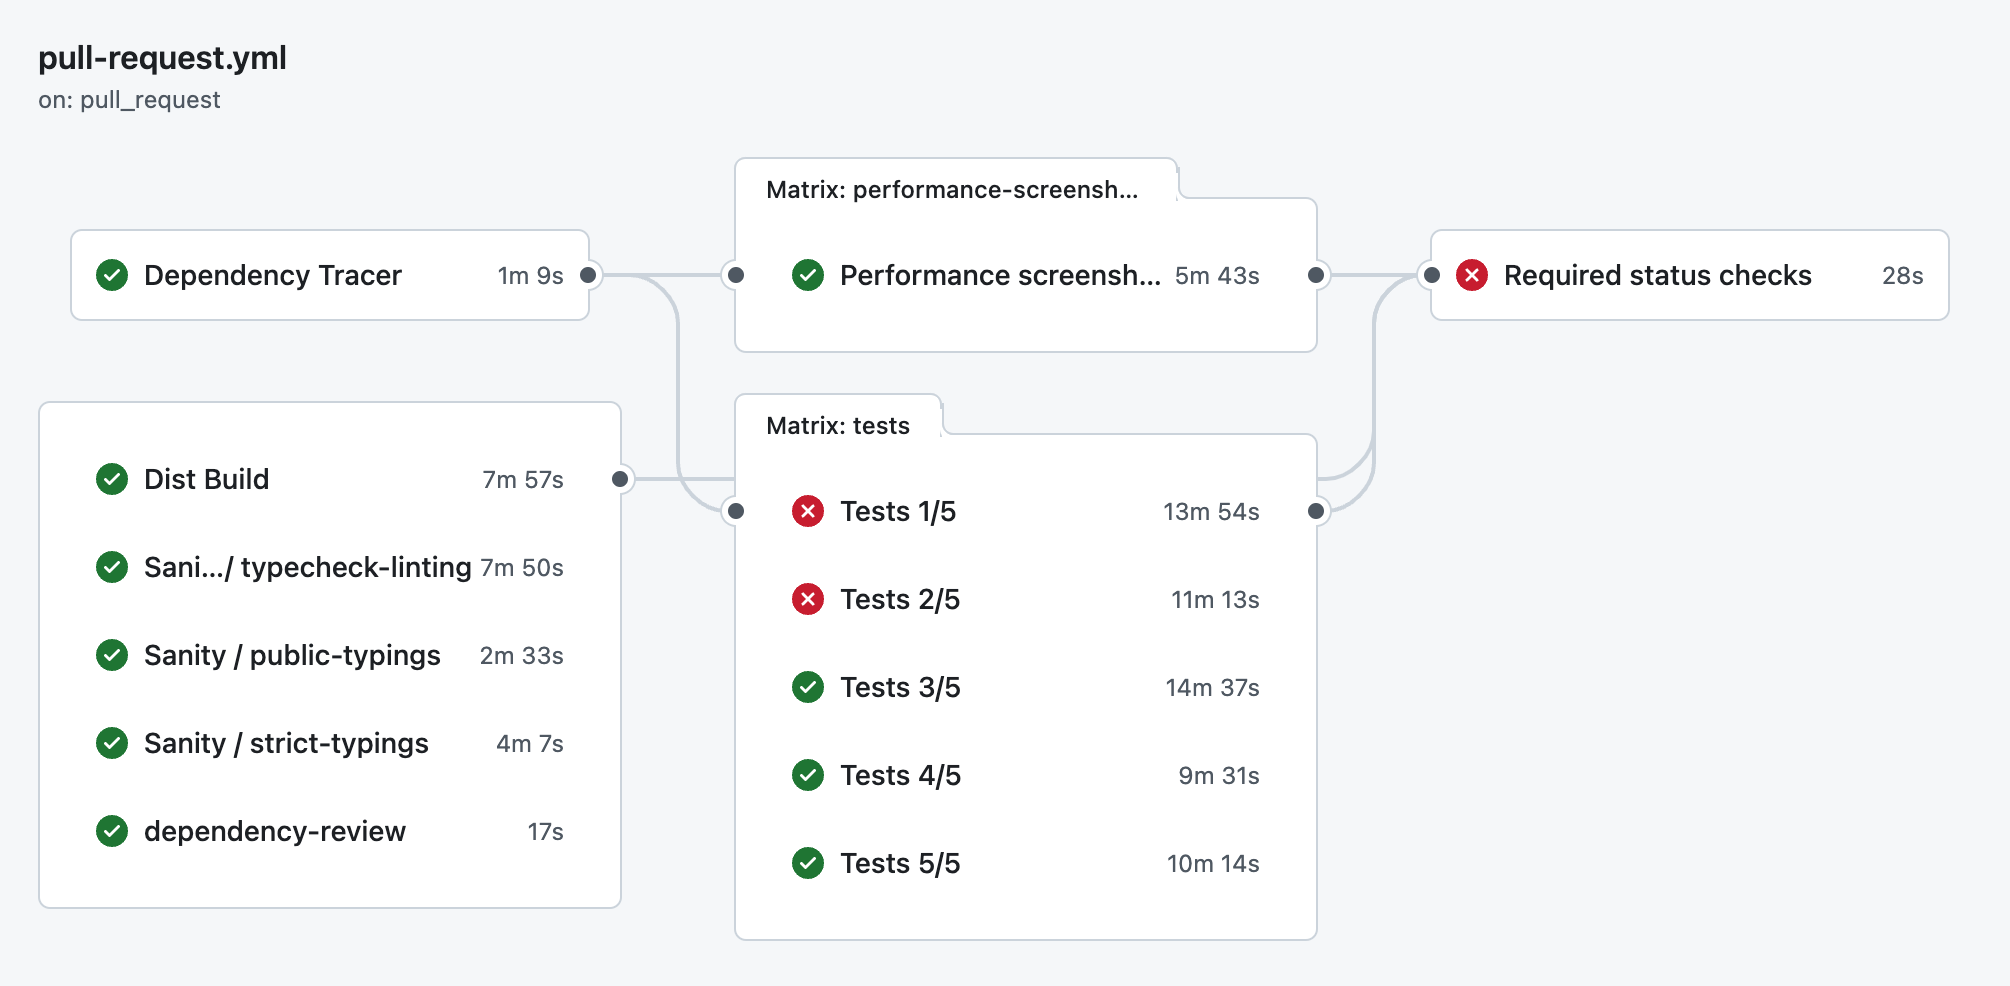 pull-request.yml
on: pull_request
Matrix: performance-screensh...
Dependency Tracer 1m 9s
Performance screensh... 5m 43s
Required status checks 28s
Matrix: tests
Dist Build 7m 57s
Sani.../ typecheck-linting 7m 50s
Sanity / public-typings 2m 33s
Sanity / strict-typings 4m 7s
dependency-review 17s
Tests 1/5 13m 54s
Tests 2/5 11m 13s
Tests 3/5 14m 37s
Tests 4/5 9m 31s
Tests 5/5 10m 14s